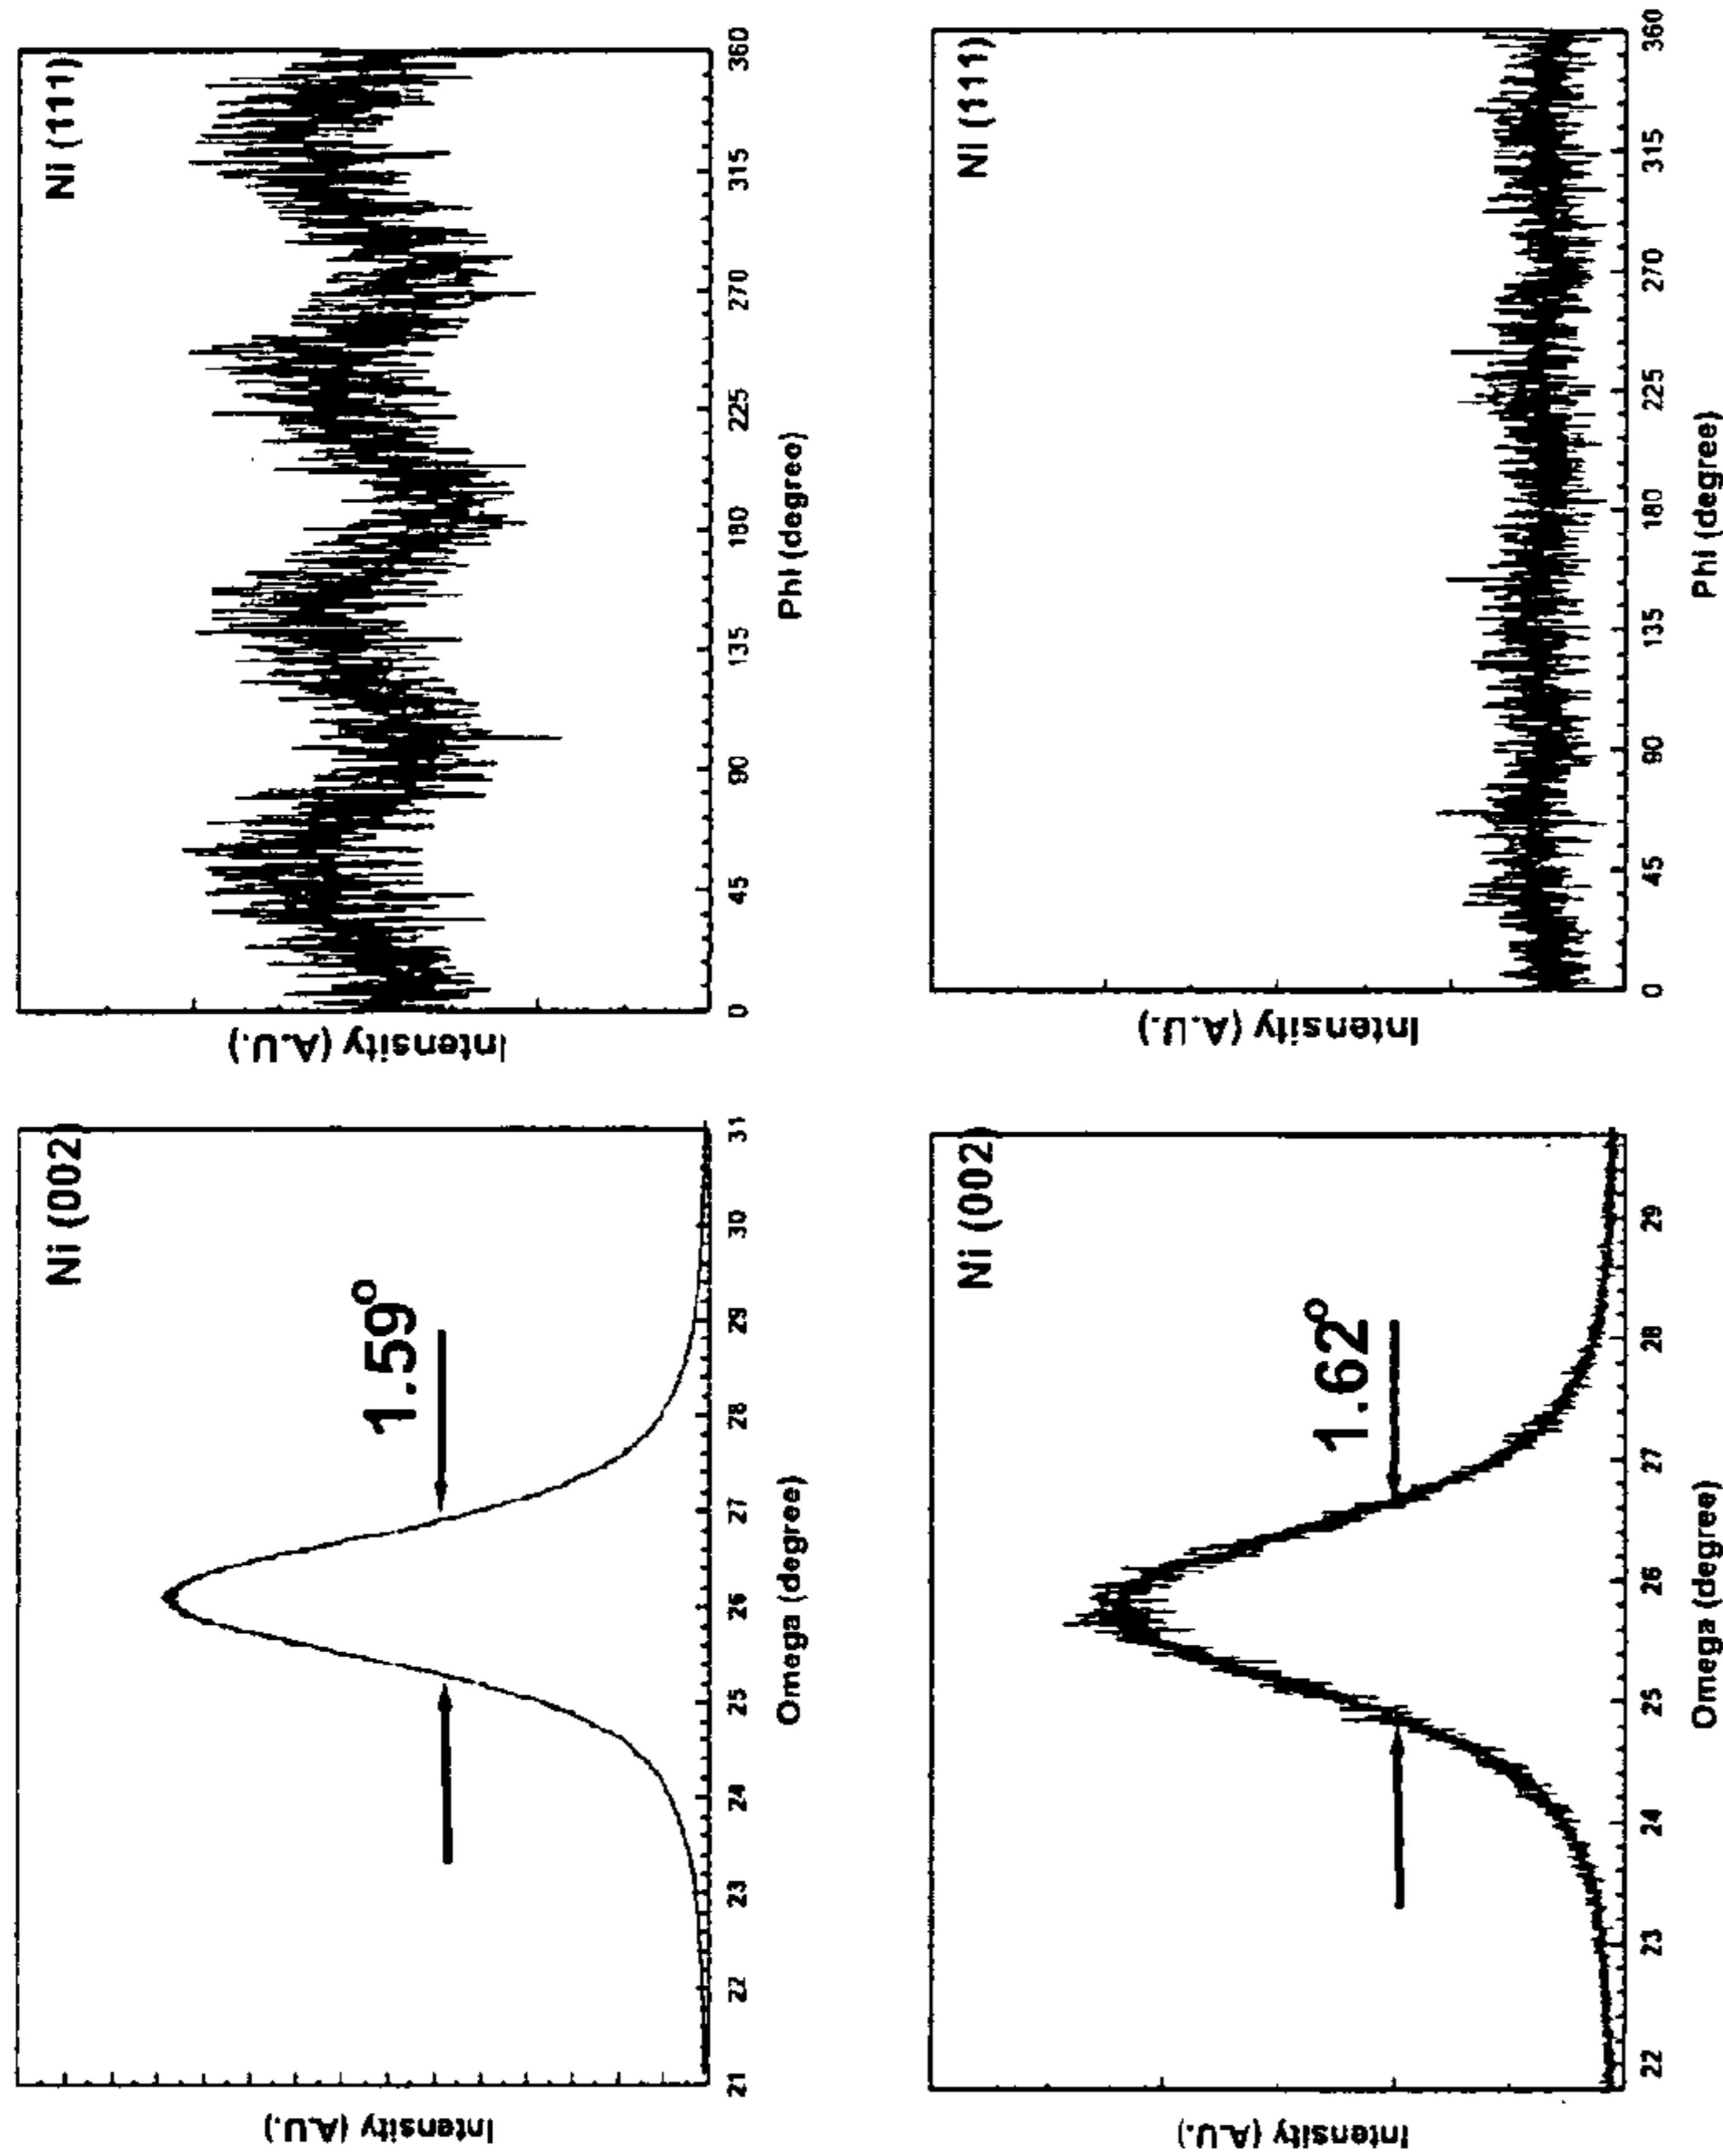 Ni (002)
1.59°
Intensity (A.U.)
21 22 23 24 25 26 27 28 29 30 31
Omega (degree)
Ni (111)
Intensity (A.U.)
0 45 90 135 180 225 270 315 360
Phi (degree)
Ni (002)
1.62°
Intensity (A.U.)
22 23 24 25 26 27 28 29
Omega (degree)
Ni (111)
Intensity (A.U.)
0 45 90 135 180 225 270 315 360
Phi (degree)